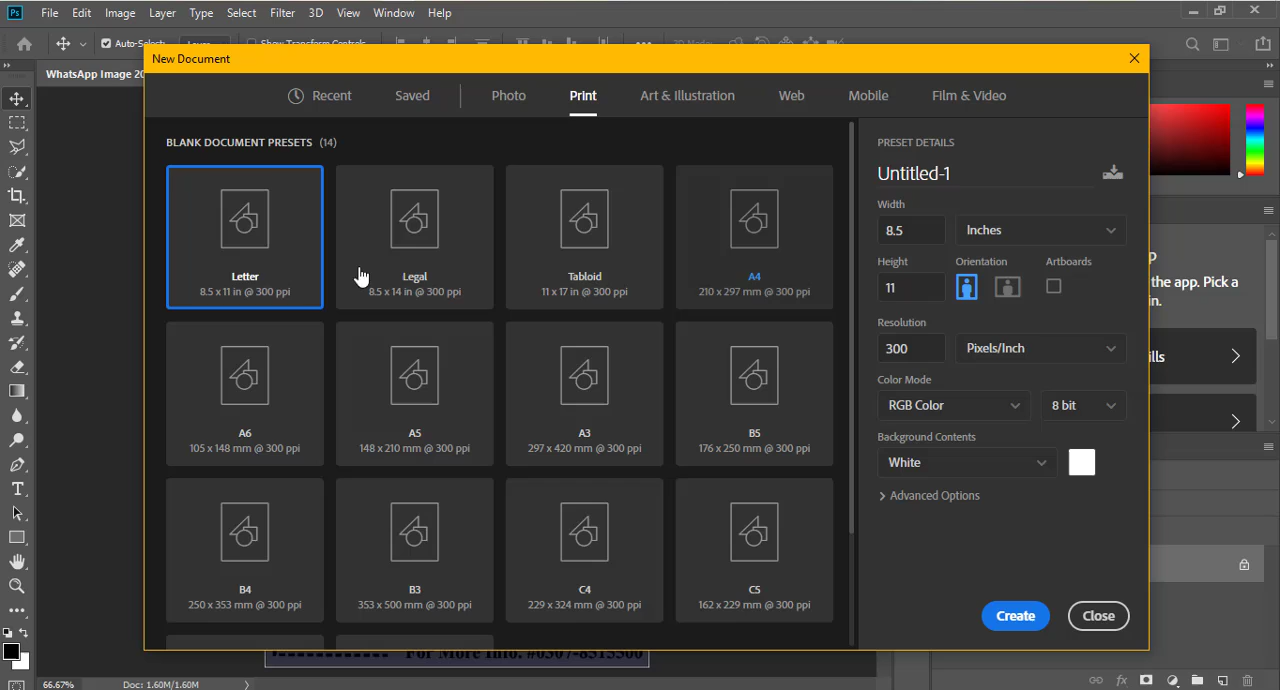 Ps File Edit Image Layer Type Select Filter 3D View Window Help
Auto-Select: Layer Show Transform Controls 3D Mode:
WhatsApp Image 20
New Document
Recent Saved Photo Print Art & Illustration Web Mobile Film & Video
BLANK DOCUMENT PRESETS (14)
Letter
8.5 x 11 in @ 300 ppi
Legal
8.5 x 14 in @ 300 ppi
Tabloid
11 x 17 in @ 300 ppi
A4
210 x 297 mm @ 300 ppi
A6
105 x 148 mm @ 300 ppi
A5
148 x 210 mm @ 300 ppi
A3
297 x 420 mm @ 300 ppi
B5
176 x 250 mm @ 300 ppi
B4
250 x 353 mm @ 300 ppi
B3
353 x 500 mm @ 300 ppi
C4
229 x 324 mm @ 300 ppi
C5
162 x 229 mm @ 300 ppi
PRESET DETAILS
Untitled-1
Width
8.5 Inches
Height Orientation Artboards
11
Resolution
300 Pixels/Inch
Color Mode
RGB Color 8 bit
Background Contents
White
Advanced Options
Create Close
the app. Pick a
For More Info: #0307-8515500
66.67% Doc: 1.60M/1.60M
fx